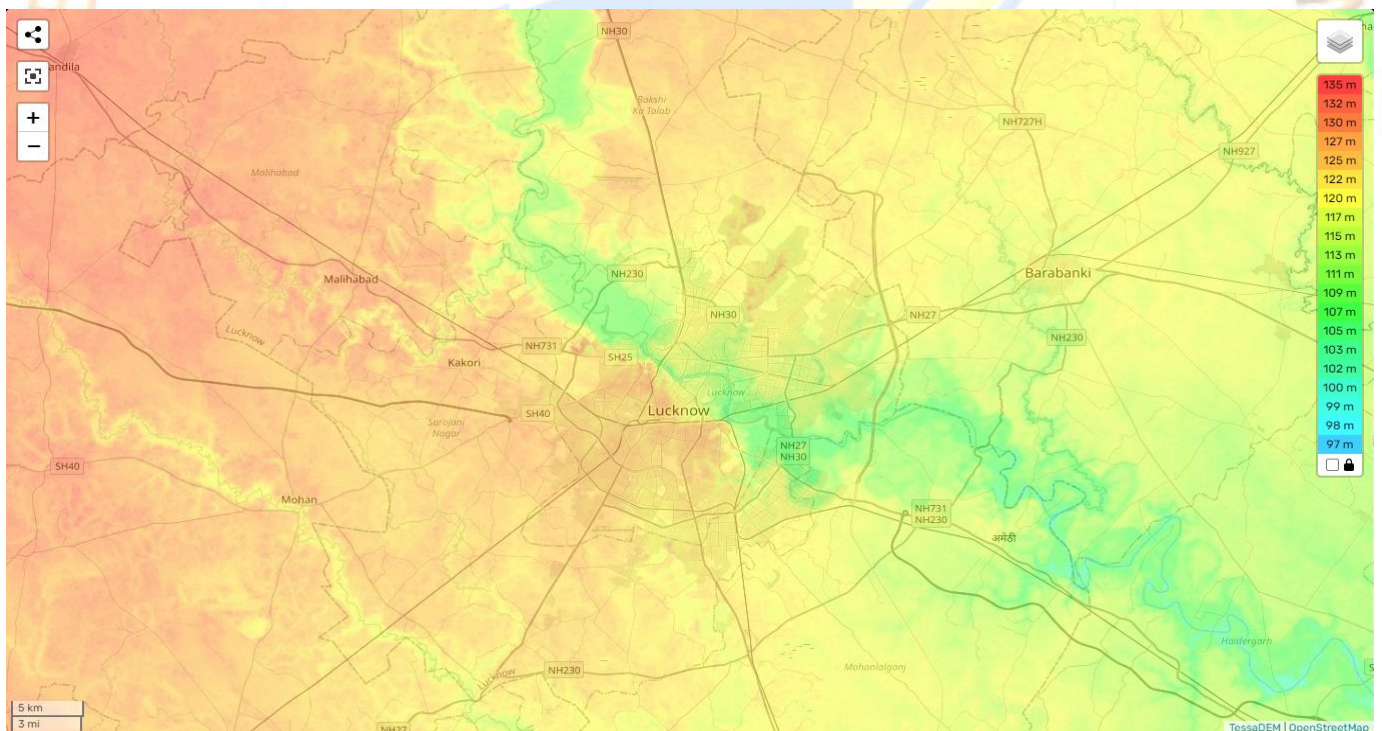 NH30
andila
Bakshi
Ka Talab
NH727H
NH927
Malihabad
Malihabad
NH230
Barabanki
Lucknow
NH30
NH27
NH230
NH731
SH25
Kakori
Lucknow
SH40
Lucknow
Sarojani
Nagar
NH27
NH30
SH40
Mohan
NH731
NH230
अमेठी
Haidergarh
Mohanlalganj
Lucknow
NH230
NH27
+
−
135 m
132 m
130 m
127 m
125 m
122 m
120 m
117 m
115 m
113 m
111 m
109 m
107 m
105 m
103 m
102 m
100 m
99 m
98 m
97 m
5 km
3 mi
TessaDEM | OpenStreetMap